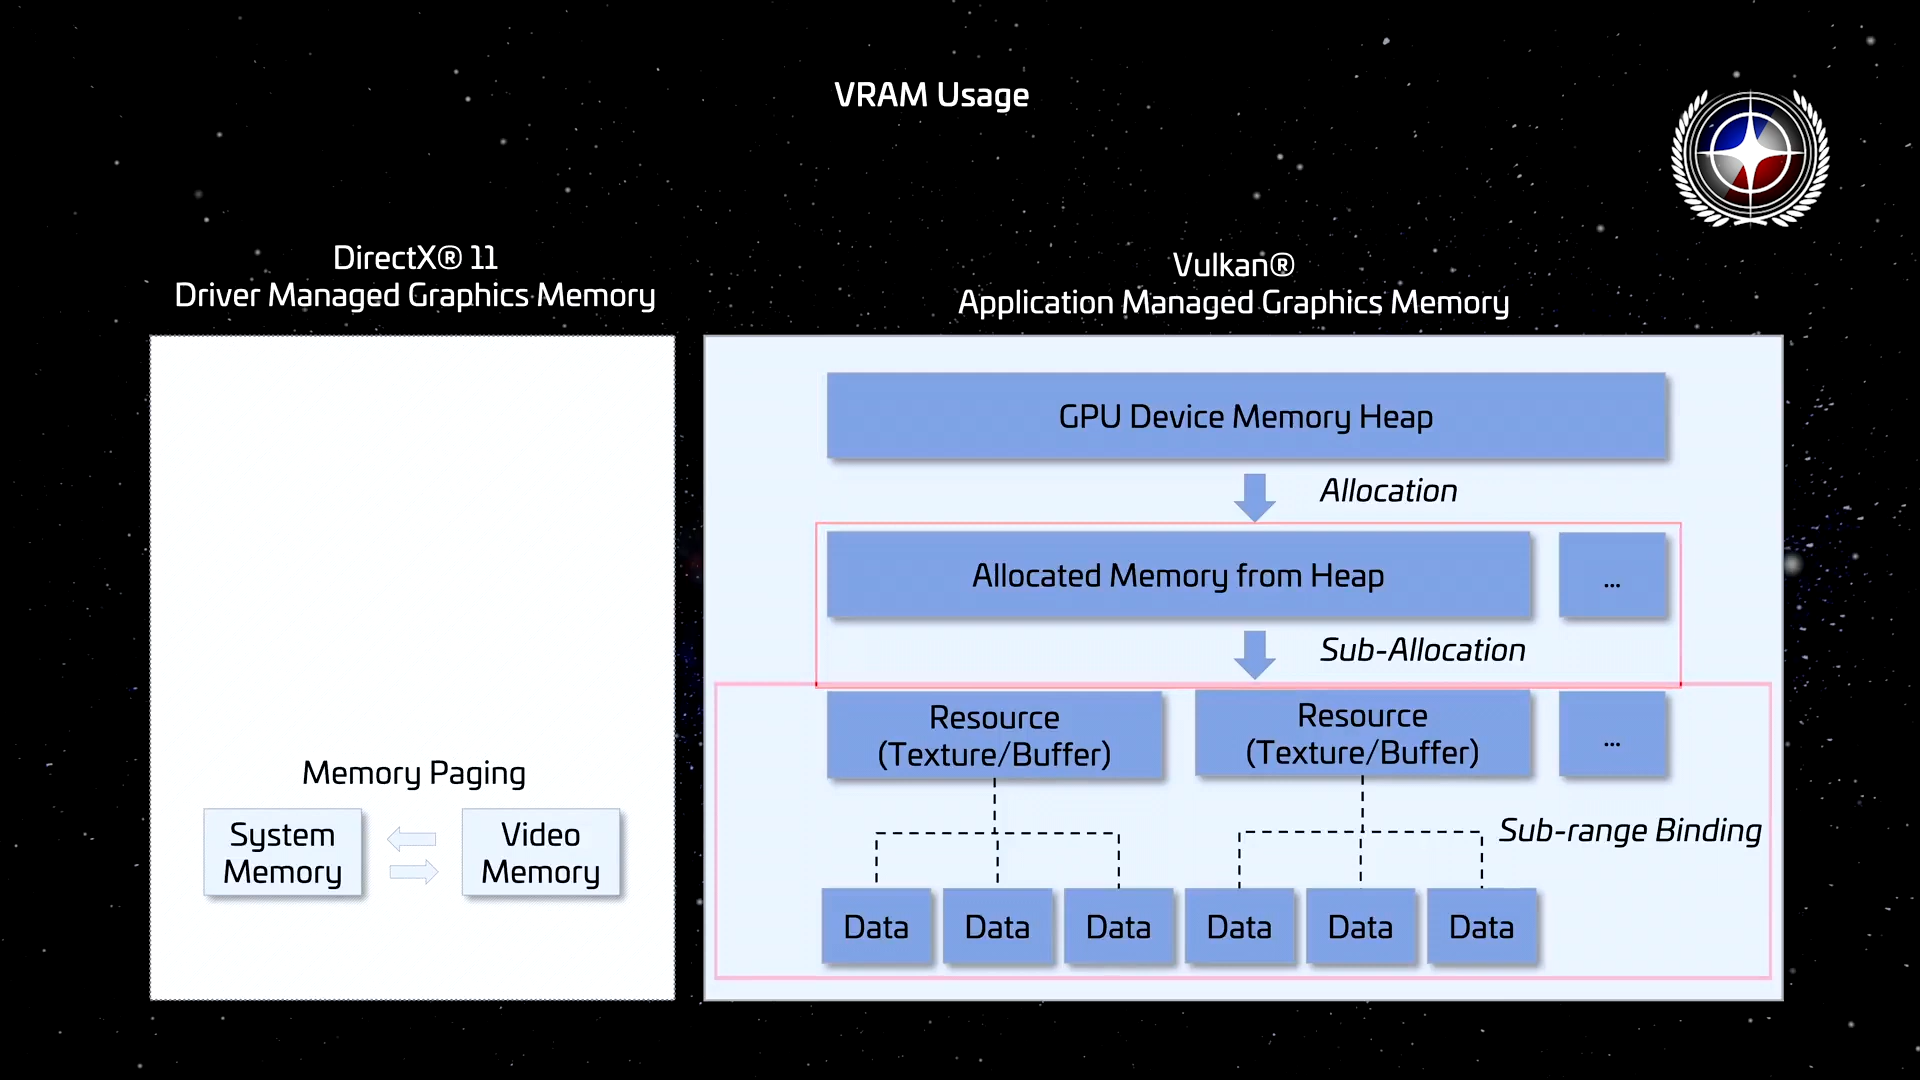 VRAM Usage
DirectX® 11
Driver Managed Graphics Memory
Memory Paging
System
Memory
Video
Memory
Vulkan®
Application Managed Graphics Memory
GPU Device Memory Heap
Allocation
Allocated Memory from Heap
...
Sub-Allocation
Resource
(Texture/Buffer)
Resource
(Texture/Buffer)
...
Sub-range Binding
Data
Data
Data
Data
Data
Data